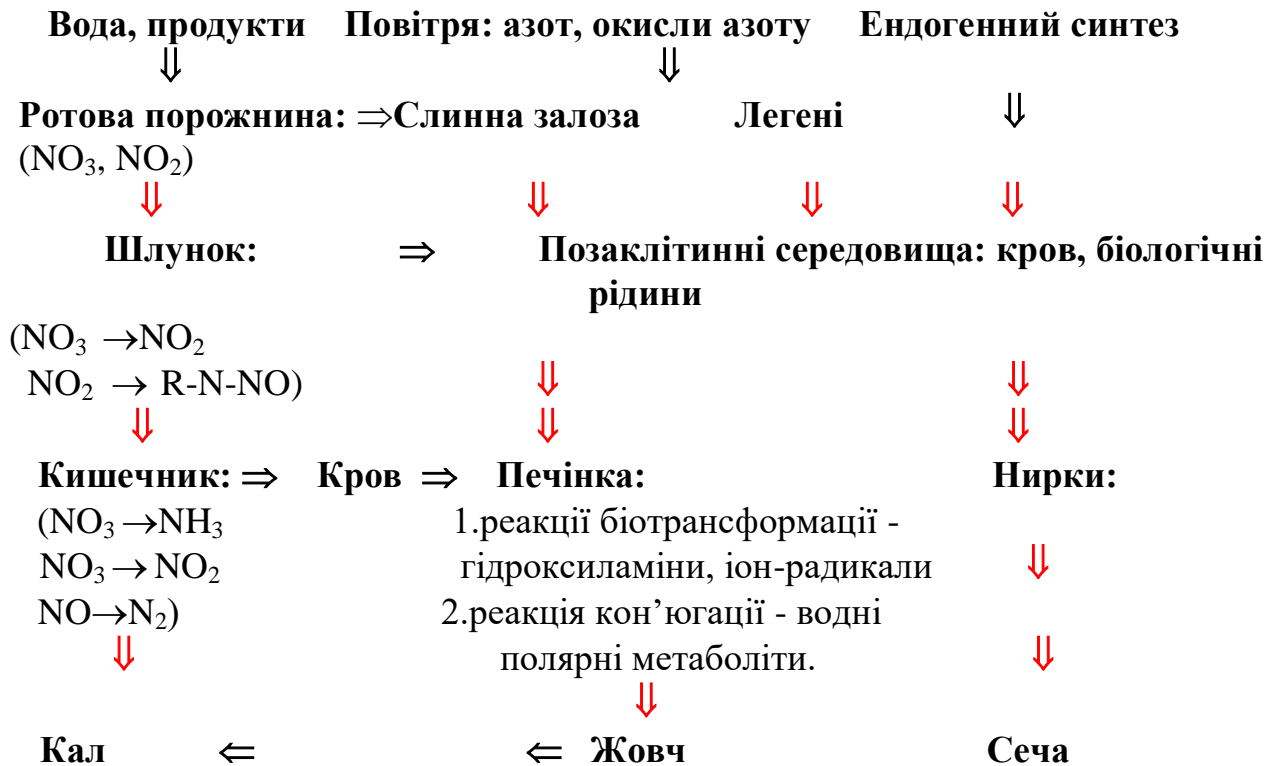 Вода, продукти Повітря: азот, окисли азоту Ендогенний синтез
⇓ ⇓
Ротова порожнина: ⇒Слинна залоза Легені ⇓
(NO₃, NO₂)
⇓ ⇓ ⇓ ⇓
Шлунок: ⇒ Позаклітинні середовища: кров, біологічні
рідини
(NO₃ →NO₂
NO₂ → R-N-NO) ⇓ ⇓
⇓ ⇓ ⇓
Кишечник: ⇒ Кров ⇒ Печінка: Нирки:
(NO₃→NH₃ 1.реакції біотрансформації -
NO₃→ NO₂ гідроксиламіни, іон-радикали ⇓
NO→N₂) 2.реакція кон’югації - водні
⇓ полярні метаболіти. ⇓
⇓
Кал ⇐ ⇐ Жовч Сеча